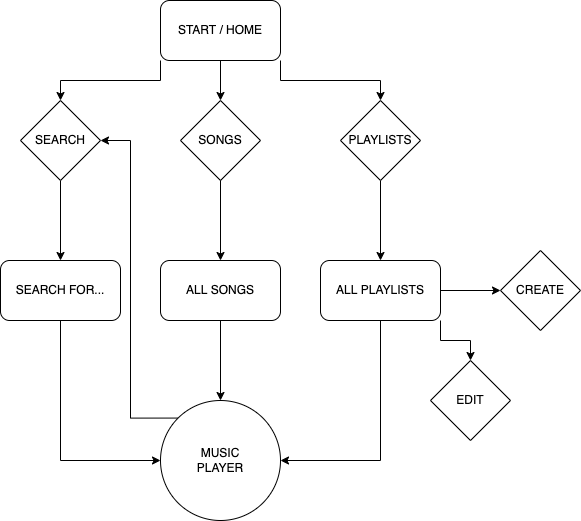 START / HOME
SEARCH
SONGS
PLAYLISTS
SEARCH FOR...
ALL SONGS
ALL PLAYLISTS
CREATE
EDIT
MUSIC
PLAYER